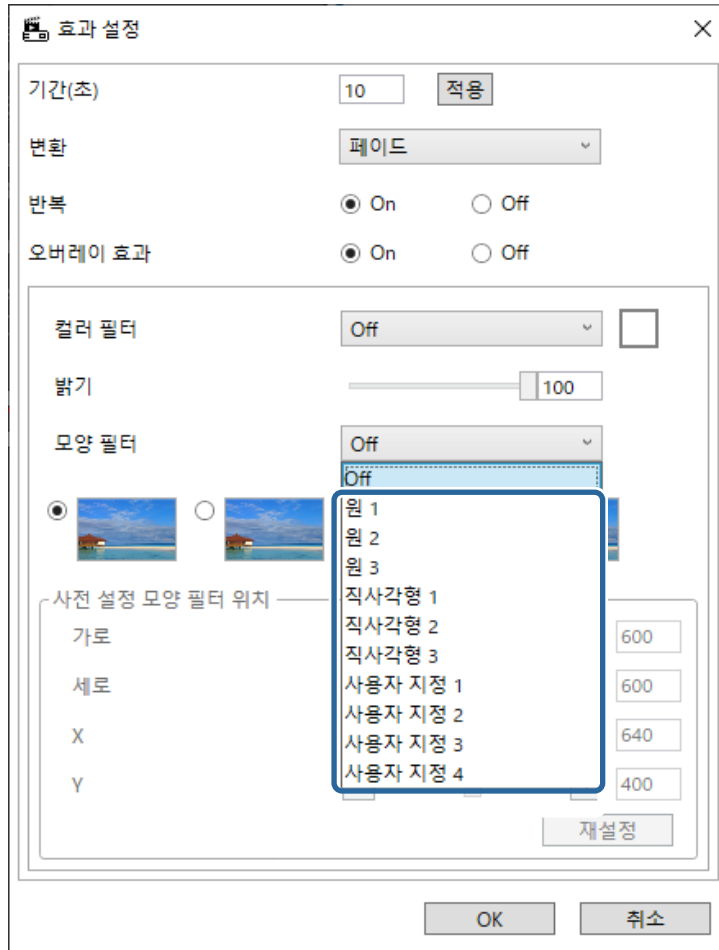 효과 설정
기간(초) 10 적용
변환 페이드
반복 On Off
오버레이 효과 On Off
컬러 필터 Off
밝기 100
모양 필터 Off
Off
원 1
원 2
원 3
직사각형 1
직사각형 2
직사각형 3
사용자 지정 1
사용자 지정 2
사용자 지정 3
사용자 지정 4
사전 설정 모양 필터 위치
가로 600
세로 600
X 640
Y 400
재설정
OK 취소